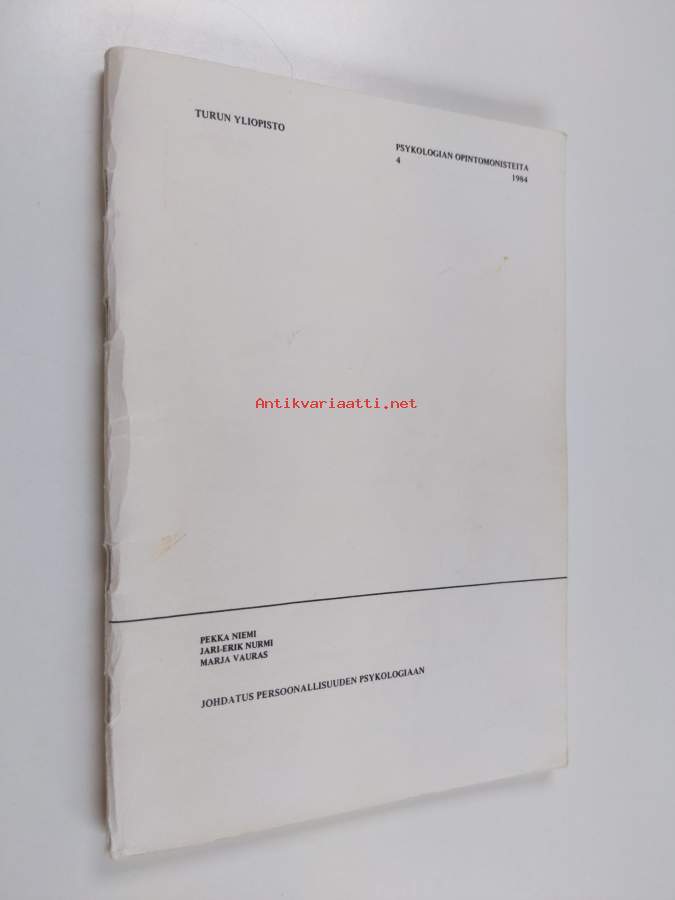 TURUN YLIOPISTO
PSYKOLOGIAN OPINTOMONISTEITA
4 1984
Antikvariaatti.net
PEKKA NIEMI
JARI-ERIK NURMI
MARJA VAURAS
JOHDATUS PERSOONALLISUUDEN PSYKOLOGIAAN